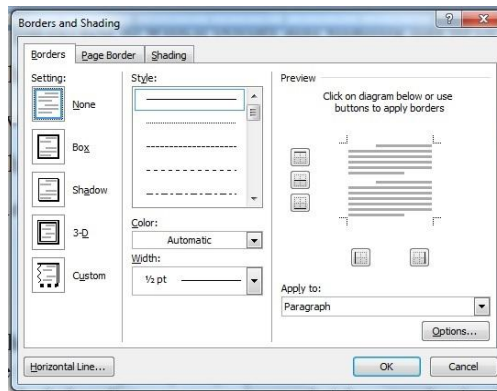 Borders and Shading
Borders
Page Border
Shading
Setting:
None
Box
Shadow
3-D
Custom
Style:
Color:
Automatic
Width:
½ pt
Preview
Click on diagram below or use
buttons to apply borders
Apply to:
Paragraph
Options...
Horizontal Line...
OK
Cancel